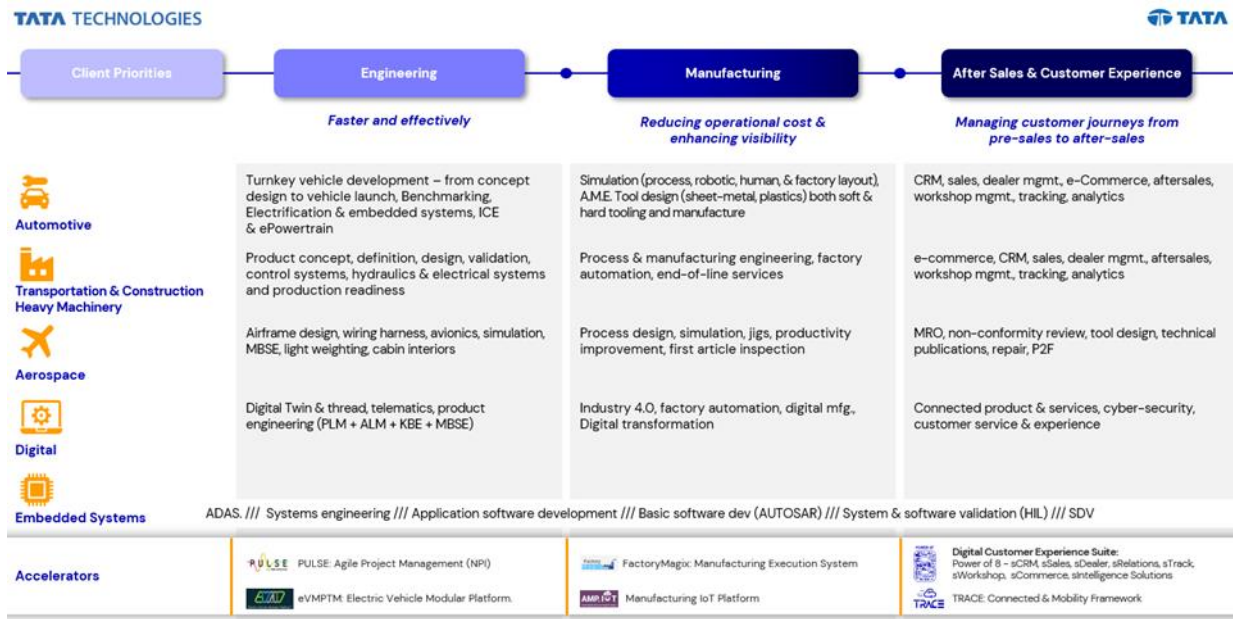 TATA TECHNOLOGIES
TATA
Client Priorities
Engineering
Manufacturing
After Sales & Customer Experience
Faster and effectively
Reducing operational cost &
enhancing visibility
Managing customer journeys from
pre-sales to after-sales
Automotive
Turnkey vehicle development – from concept
design to vehicle launch, Benchmarking,
Electrification & embedded systems, ICE
& ePowertrain
Simulation (process, robotic, human, & factory layout),
A.M.E. Tool design (sheet-metal, plastics) both soft &
hard tooling and manufacture
CRM, sales, dealer mgmt., e-Commerce, aftersales,
workshop mgmt., tracking, analytics
Transportation & Construction
Heavy Machinery
Product concept, definition, design, validation,
control systems, hydraulics & electrical systems
and production readiness
Process & manufacturing engineering, factory
automation, end-of-line services
e-commerce, CRM, sales, dealer mgmt., aftersales,
workshop mgmt., tracking, analytics
Aerospace
Airframe design, wiring harness, avionics, simulation,
MBSE, light weighting, cabin interiors
Process design, simulation, jigs, productivity
improvement, first article inspection
MRO, non-conformity review, tool design, technical
publications, repair, P2F
Digital
Digital Twin & thread, telematics, product
engineering (PLM + ALM + KBE + MBSE)
Industry 4.0, factory automation, digital mfg.,
Digital transformation
Connected product & services, cyber-security,
customer service & experience
Embedded Systems
ADAS. /// Systems engineering /// Application software development /// Basic software dev (AUTOSAR) /// System & software validation (HIL) /// SDV
Accelerators
PULSE
PULSE: Agile Project Management (NPI)
eVMPTM: Electric Vehicle Modular Platform.
FactoryMagix: Manufacturing Execution System
AMP.IOT
Manufacturing IoT Platform
Digital Customer Experience Suite:
Power of 8 – sCRM, sSales, sDealer, sRelations, sTrack,
sWorkshop, sCommerce, sIntelligence Solutions
TRACE
TRACE: Connected & Mobility Framework